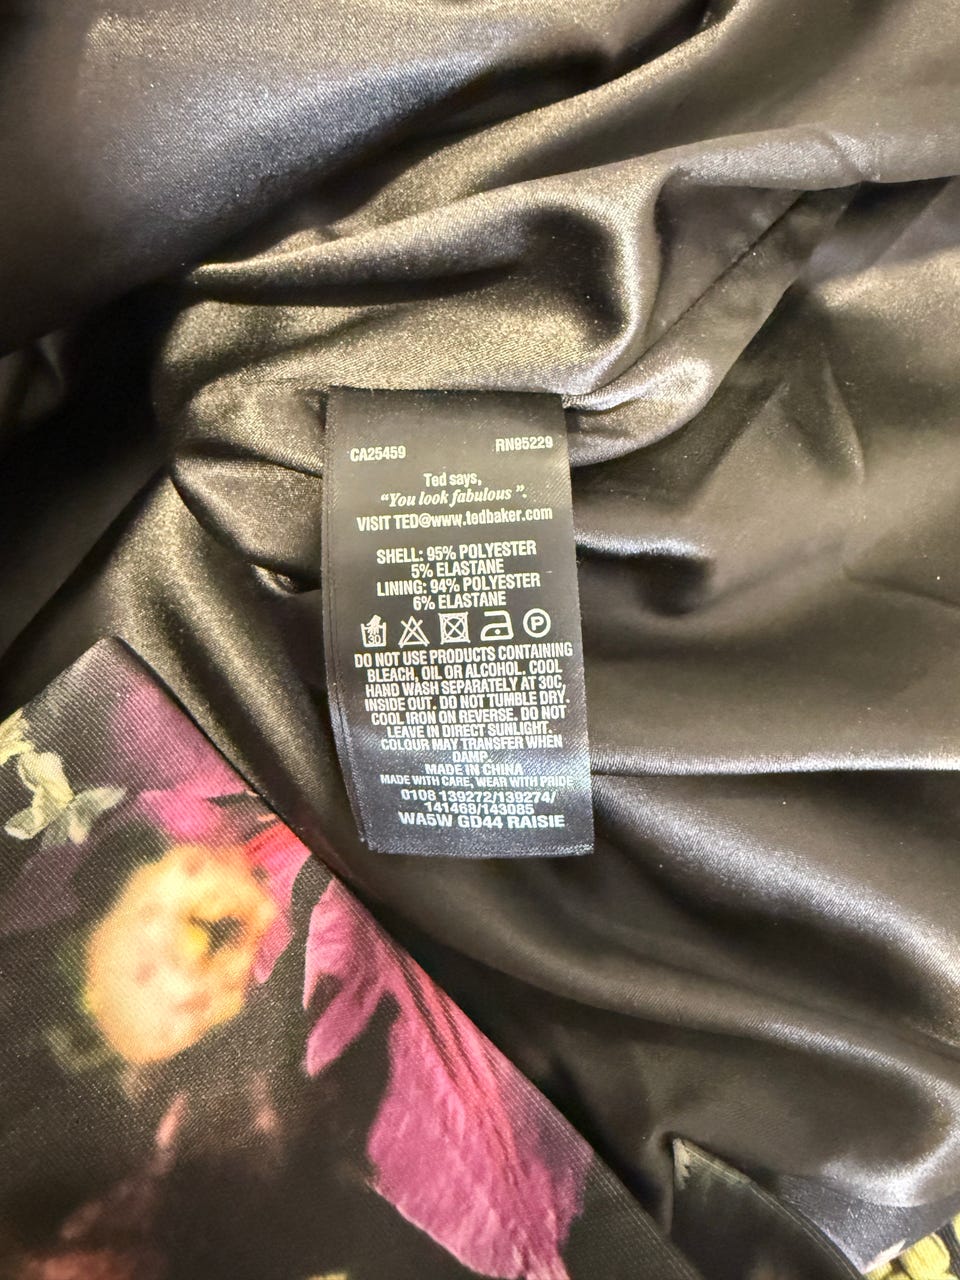 CA25459 RN85229
Ted says,
“You look fabulous”.
VISIT TED@www.tedbaker.com
SHELL: 95% POLYESTER
5% ELASTANE
LINING: 94% POLYESTER
6% ELASTANE
30 P
DO NOT USE PRODUCTS CONTAINING
BLEACH, OIL OR ALCOHOL. COOL
HAND WASH SEPARATELY AT 30C,
INSIDE OUT. DO NOT TUMBLE DRY.
COOL IRON ON REVERSE. DO NOT
LEAVE IN DIRECT SUNLIGHT.
COLOUR MAY TRANSFER WHEN
DAMP.
MADE IN CHINA
MADE WITH CARE, WEAR WITH PRIDE
0108 139272/139274/
141468/143085
WA5W GD44 RAISIE